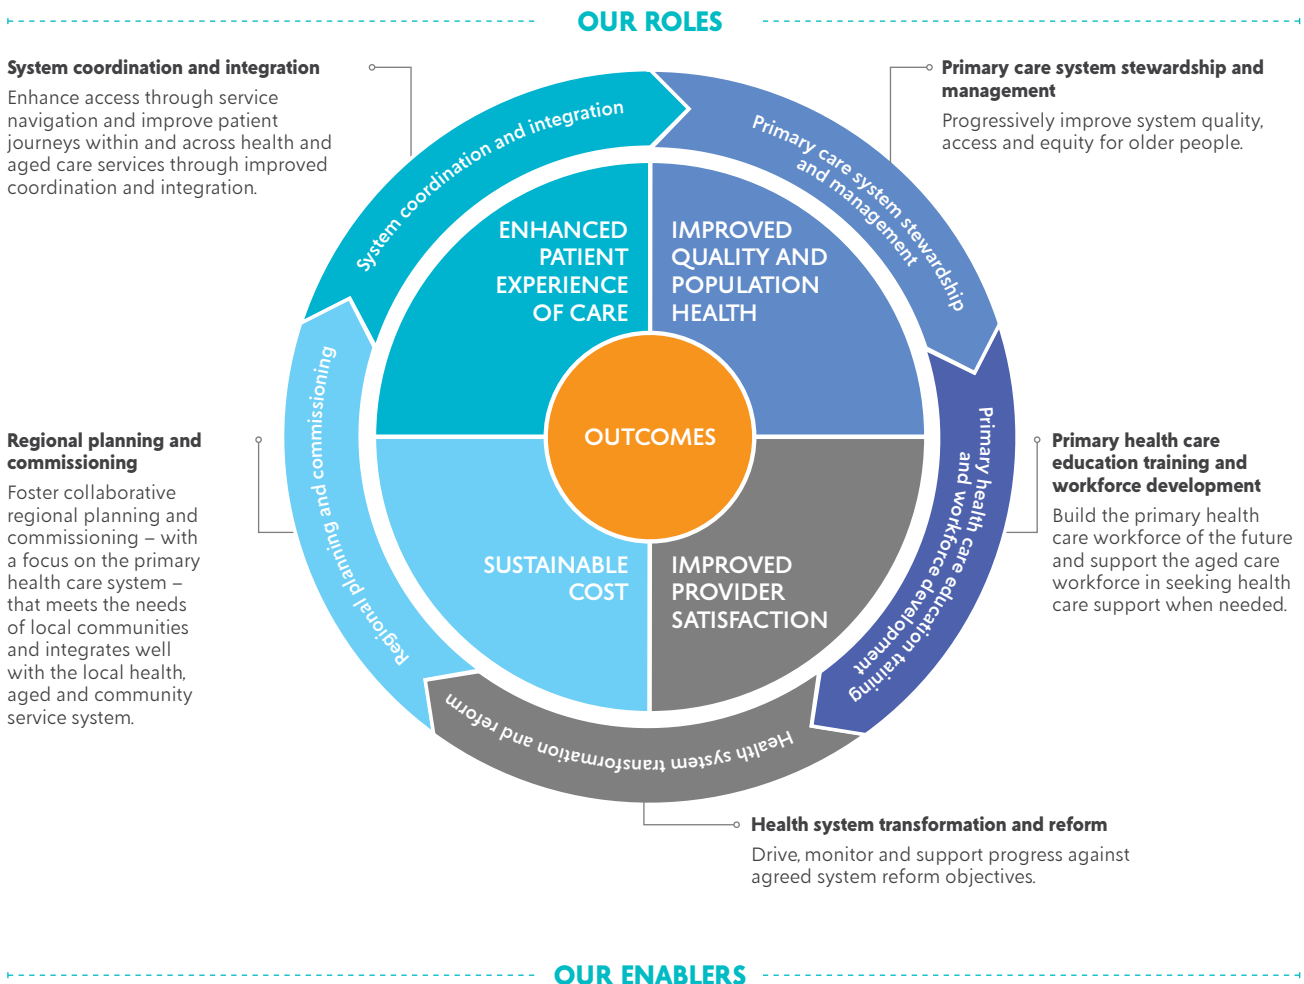 OUR ROLES
System coordination and integration
Enhance access through service
navigation and improve patient
journeys within and across health and
aged care services through improved
coordination and integration.
Primary care system stewardship and
management
Progressively improve system quality,
access and equity for older people.
System coordination and integration
Primary care system stewardship
and management
ENHANCED
PATIENT
EXPERIENCE
OF CARE
IMPROVED
QUALITY AND
POPULATION
HEALTH
OUTCOMES
SUSTAINABLE
COST
IMPROVED
PROVIDER
SATISFACTION
Regional planning and commissioning
Primary health care education training
and workforce development
Health system transformation and reform
Regional planning and
commissioning
Foster collaborative
regional planning and
commissioning – with
a focus on the primary
health care system –
that meets the needs
of local communities
and integrates well
with the local health,
aged and community
service system.
Primary health care
education training and
workforce development
Build the primary health
care workforce of the future
and support the aged care
workforce in seeking health
care support when needed.
Health system transformation and reform
Drive, monitor and support progress against
agreed system reform objectives.
OUR ENABLERS